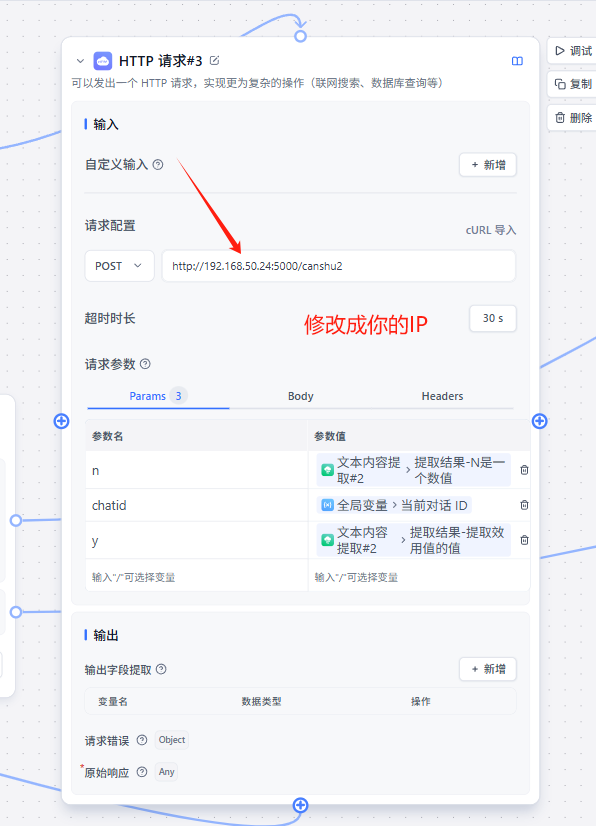 HTTP 请求#3
可以发出一个 HTTP 请求，实现更为复杂的操作（联网搜索、数据库查询等）
调试
复制
删除
输入
自定义输入
+ 新增
请求配置
cURL 导入
POST
http://192.168.50.24:5000/canshu2
超时时长
修改成你的IP
30 s
请求参数
Params 3
Body
Headers
参数名
参数值
n
文本内容提
取#2
提取结果-N是一
个数值
chatid
全局变量
当前对话 ID
y
文本内容
提取#2
提取结果-提取效
用值的值
输入"/"可选择变量
输入"/"可选择变量
输出
输出字段提取
+ 新增
变量名
数据类型
操作
请求错误
Object
*原始响应
Any